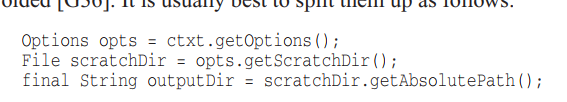 [G36]. It is usually best to split them up as follows:
Options opts = ctxt.getOptions();
File scratchDir = opts.getScratchDir();
final String outputDir = scratchDir.getAbsolutePath();